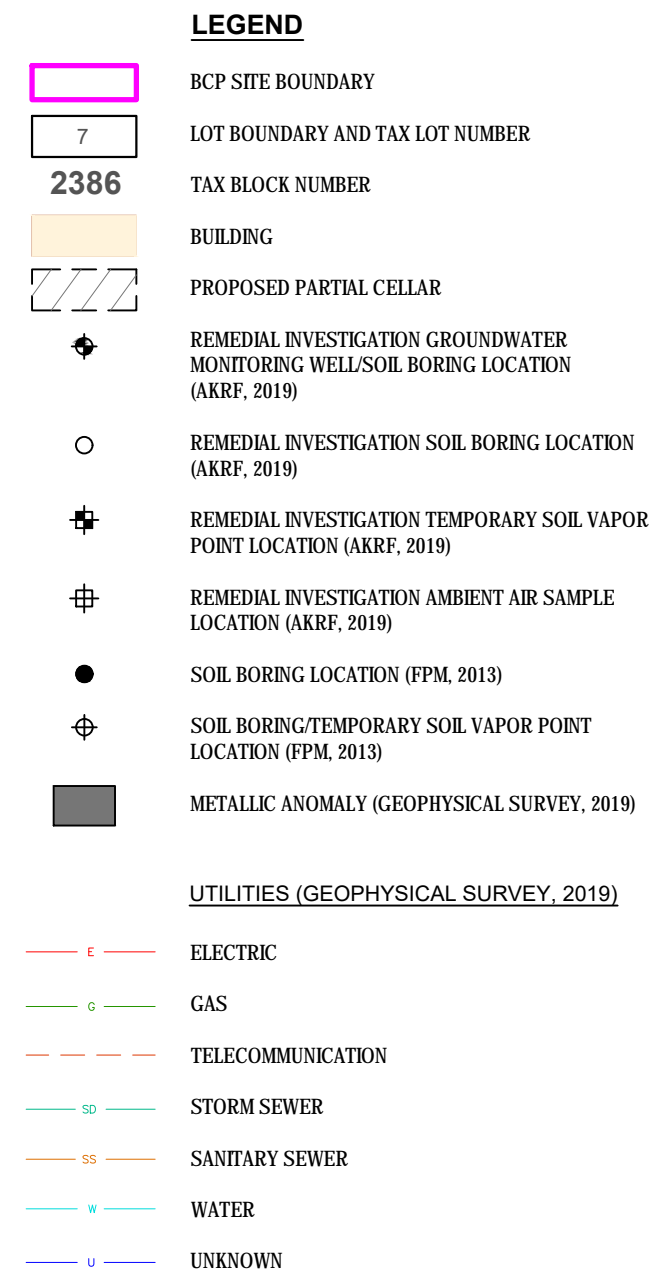 LEGEND
BCP SITE BOUNDARY
7
LOT BOUNDARY AND TAX LOT NUMBER
2386
TAX BLOCK NUMBER
BUILDING
PROPOSED PARTIAL CELLAR
REMEDIAL INVESTIGATION GROUNDWATER
MONITORING WELL/SOIL BORING LOCATION
(AKRF, 2019)
REMEDIAL INVESTIGATION SOIL BORING LOCATION
(AKRF, 2019)
REMEDIAL INVESTIGATION TEMPORARY SOIL VAPOR
POINT LOCATION (AKRF, 2019)
REMEDIAL INVESTIGATION AMBIENT AIR SAMPLE
LOCATION (AKRF, 2019)
SOIL BORING LOCATION (FPM, 2013)
SOIL BORING/TEMPORARY SOIL VAPOR POINT
LOCATION (FPM, 2013)
METALLIC ANOMALY (GEOPHYSICAL SURVEY, 2019)
UTILITIES (GEOPHYSICAL SURVEY, 2019)
E ELECTRIC
G GAS
TELECOMMUNICATION
SD STORM SEWER
SS SANITARY SEWER
W WATER
U UNKNOWN